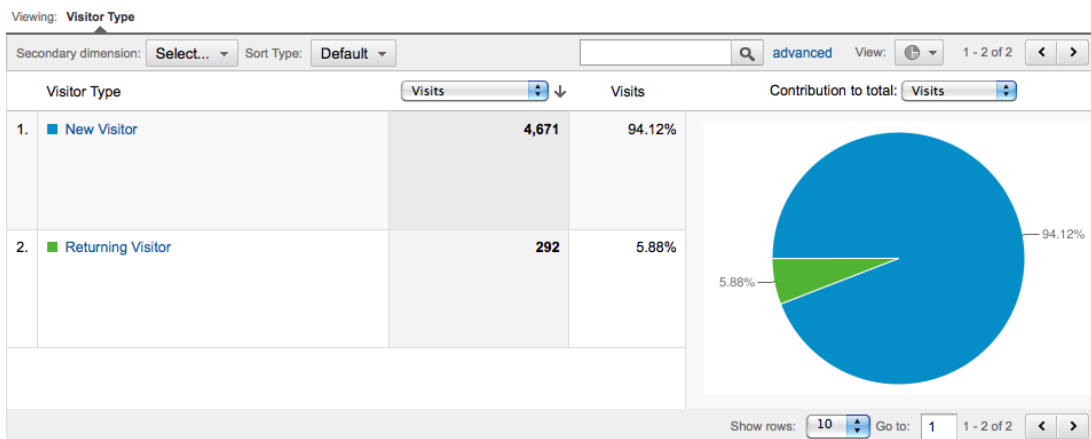 Viewing: Visitor Type
Secondary dimension: Select... Sort Type: Default advanced View: 1 - 2 of 2
Visitor Type Visits Visits Contribution to total: Visits
1. New Visitor 4,671 94.12%
94.12%
2. Returning Visitor 292 5.88%
5.88%
Show rows: 10 Go to: 1 1 - 2 of 2